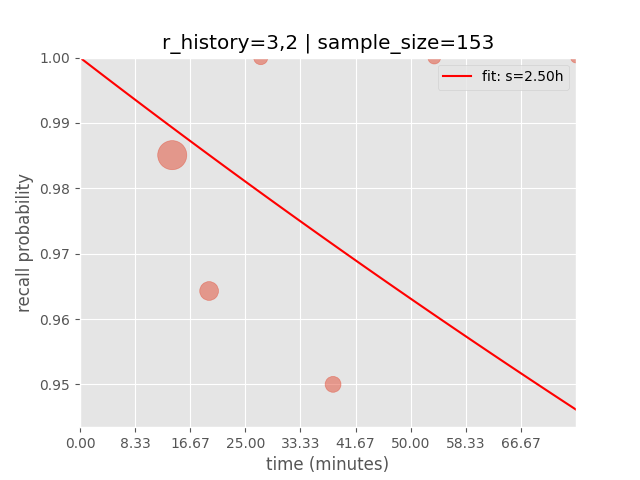 r_history=3,2 | sample_size=153
fit: s=2.50h
recall probability
1.00
0.99
0.98
0.97
0.96
0.95
0.00 8.33 16.67 25.00 33.33 41.67 50.00 58.33 66.67
time (minutes)